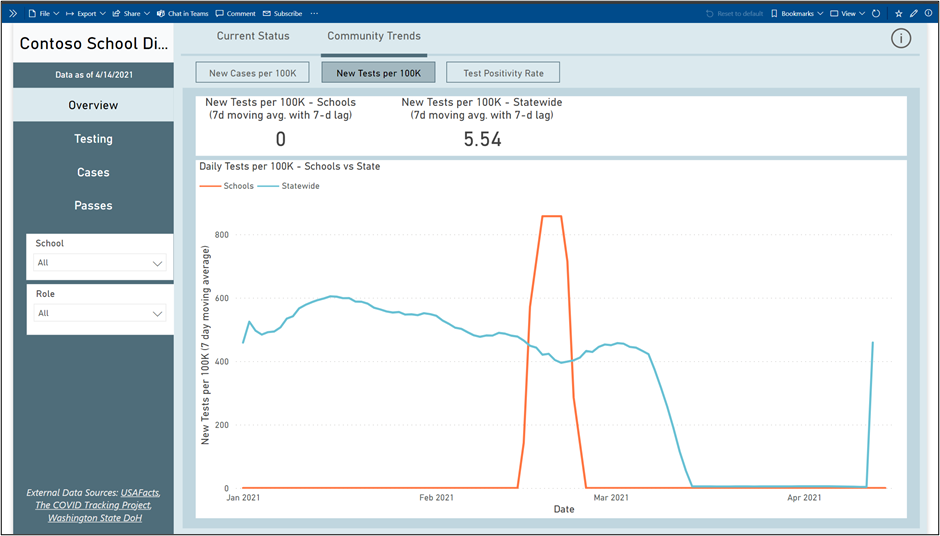 File Export Share Chat in Teams Comment Subscribe ··· Reset to default Bookmarks View
Contoso School Di...
Data as of 4/14/2021
Overview
Testing
Cases
Passes
School
All
Role
All
External Data Sources: USAFacts,
The COVID Tracking Project,
Washington State DoH
Current Status Community Trends
New Cases per 100K New Tests per 100K Test Positivity Rate
New Tests per 100K - Schools
(7d moving avg. with 7-d lag)
0
New Tests per 100K - Statewide
(7d moving avg. with 7-d lag)
5.54
Daily Tests per 100K - Schools vs State
Schools Statewide
New Tests per 100K (7 day moving average)
800
600
400
200
0
Jan 2021 Feb 2021 Mar 2021 Apr 2021
Date